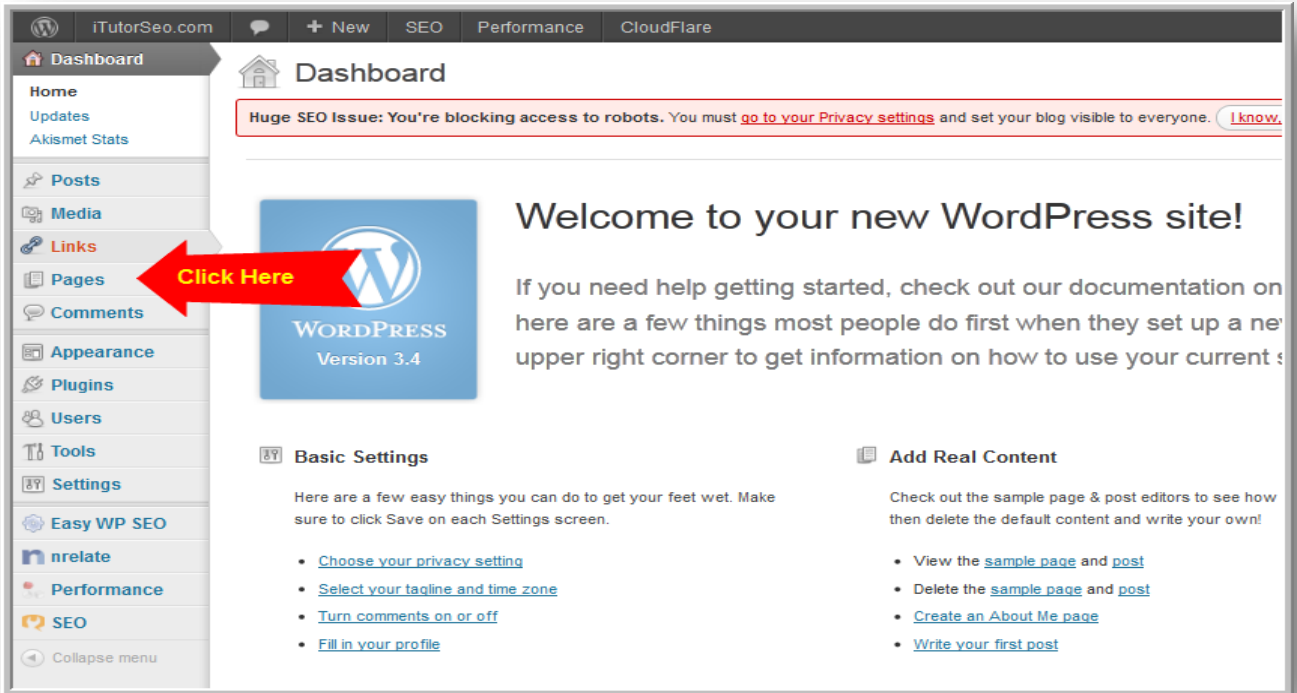 iTutorSeo.com + New SEO Performance CloudFlare
Dashboard
Home
Updates
Akismet Stats
Posts
Media
Links
Pages
Comments
Appearance
Plugins
Users
Tools
Settings
Easy WP SEO
nrelate
Performance
SEO
Collapse menu
Dashboard
Huge SEO Issue: You're blocking access to robots. You must go to your Privacy settings and set your blog visible to everyone. I know,
Click Here
WORDPRESS
Version 3.4
Welcome to your new WordPress site!
If you need help getting started, check out our documentation on
here are a few things most people do first when they set up a
upper right corner to get information on how to use your current
Basic Settings
Here are a few easy things you can do to get your feet wet. Make
sure to click Save on each Settings screen.
• Choose your privacy setting
• Select your tagline and time zone
• Turn comments on or off
• Fill in your profile
Add Real Content
Check out the sample page & post editors to see how
then delete the default content and write your own!
• View the sample page and post
• Delete the sample page and post
• Create an About Me page
• Write your first post